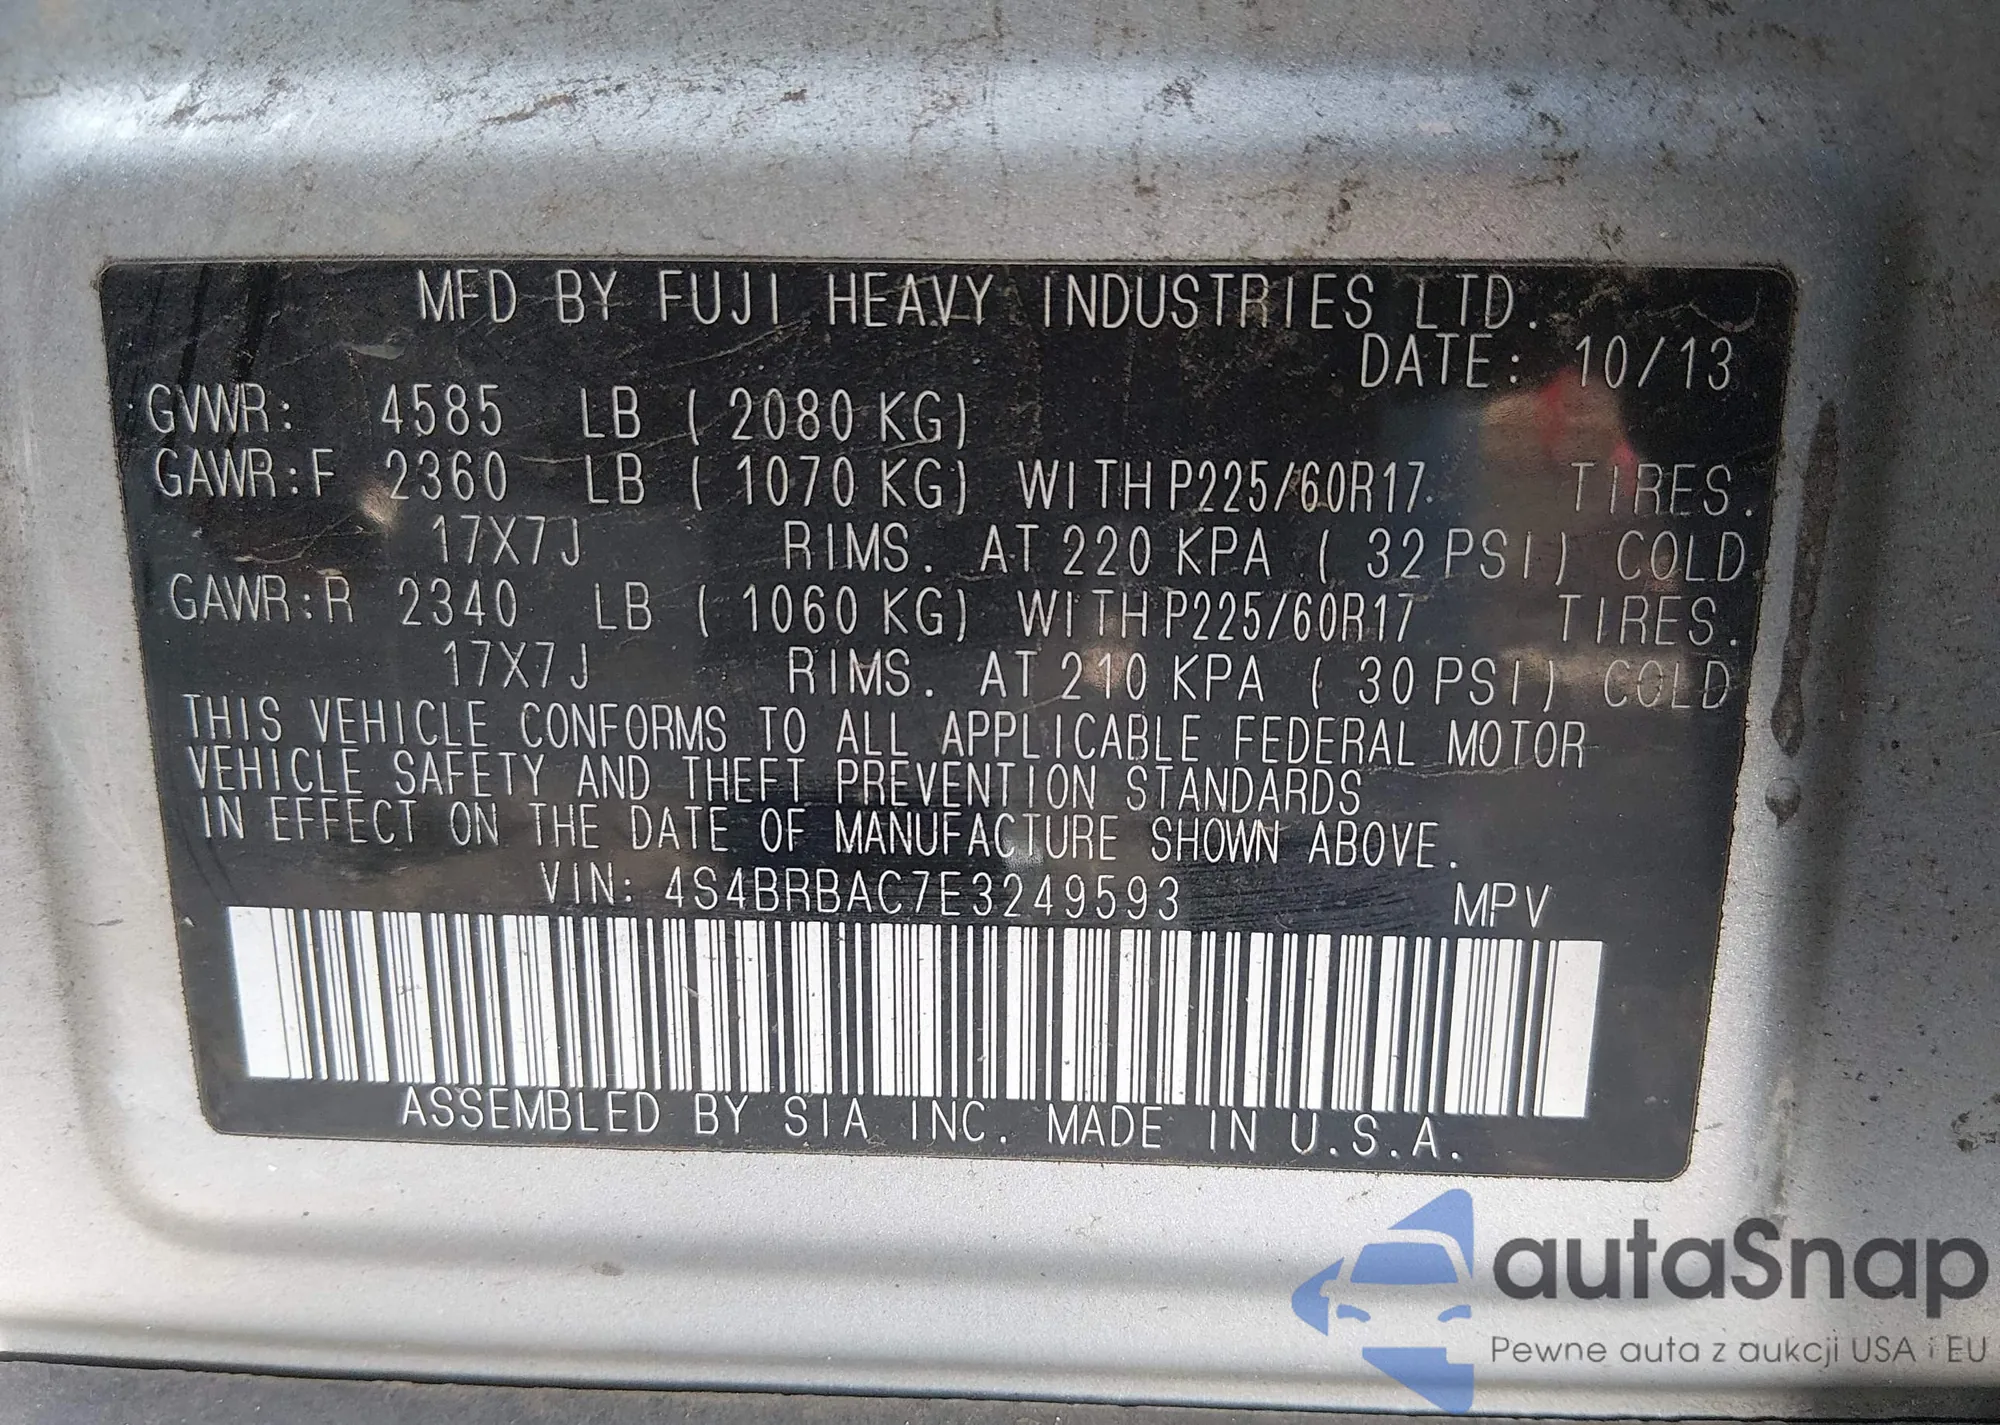 MFD BY FUJI HEAVY INDUSTRIES LTD.
DATE: 10/13
GVWR: 4585 LB (2080 KG)
GAWR:F 2360 LB (1070 KG) WITH P225/60R17 TIRES.
17X7J RIMS. AT 220 KPA (32 PSI) COLD
GAWR:R 2340 LB (1060 KG) WITH P225/60R17 TIRES.
17X7J RIMS. AT 210 KPA (30 PSI) COLD
THIS VEHICLE CONFORMS TO ALL APPLICABLE FEDERAL MOTOR
VEHICLE SAFETY AND THEFT PREVENTION STANDARDS
IN EFFECT ON THE DATE OF MANUFACTURE SHOWN ABOVE.
VIN: 4S4BRBAC7E3249593 MPV
ASSEMBLED BY SIA INC. MADE IN U.S.A.
autaSnap
Pewne auta z aukcji USA i EU